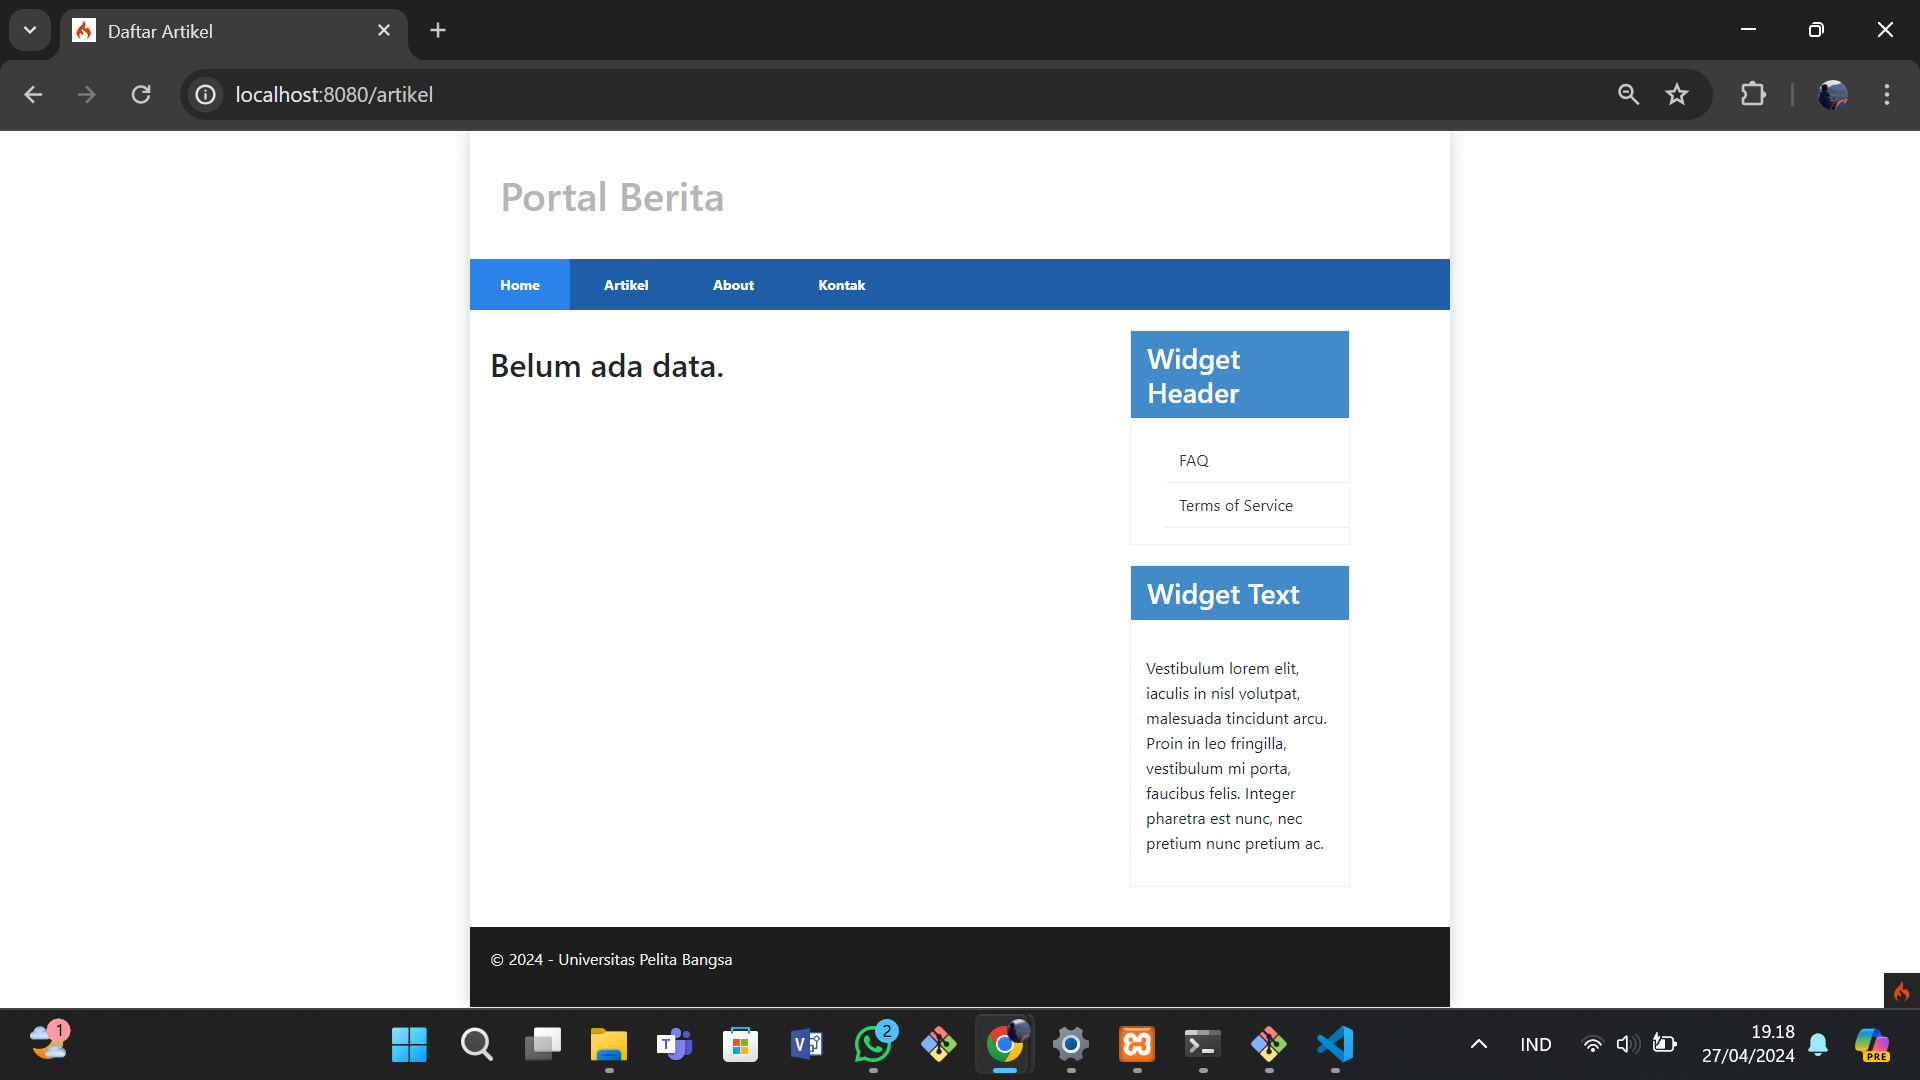 Daftar Artikel
localhost:8080/artikel
Portal Berita
Home
Artikel
About
Kontak
Belum ada data.
Widget
Header
FAQ
Terms of Service
Widget Text
Vestibulum lorem elit,
iaculis in nisl volutpat,
malesuada tincidunt arcu.
Proin in leo fringilla,
vestibulum mi porta,
faucibus felis. Integer
pharetra est nunc, nec
pretium nunc pretium ac.
© 2024 - Universitas Pelita Bangsa
1
T
V
2
IND
19.18
27/04/2024
PRE